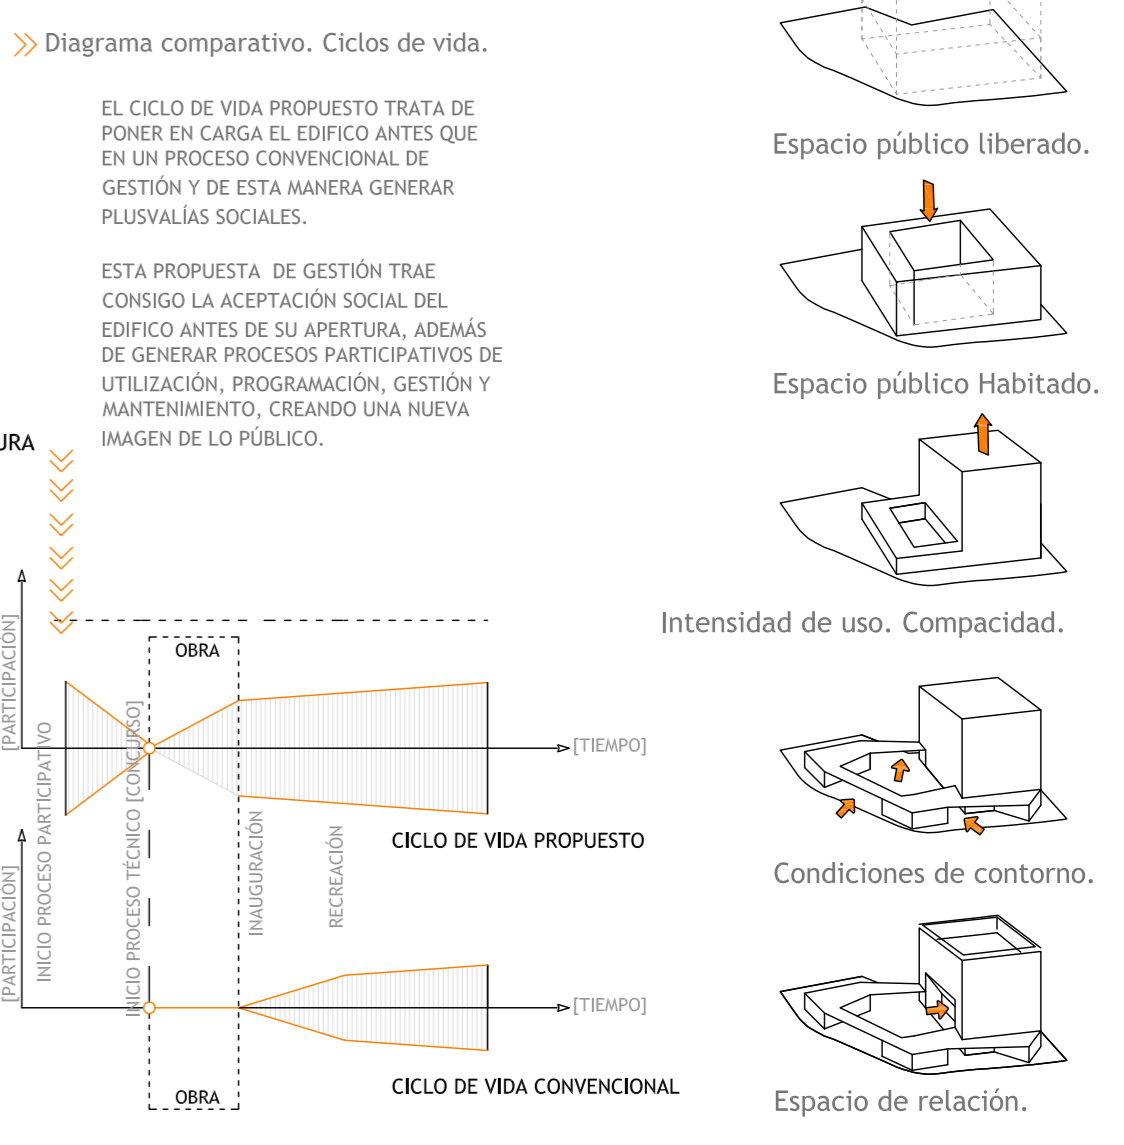 Diagrama comparativo. Ciclos de vida.
EL CICLO DE VIDA PROPUESTO TRATA DE
PONER EN CARGA EL EDIFICO ANTES QUE
EN UN PROCESO CONVENCIONAL DE
GESTIÓN Y DE ESTA MANERA GENERAR
PLUSVALÍAS SOCIALES.
ESTA PROPUESTA DE GESTIÓN TRAE
CONSIGO LA ACEPTACIÓN SOCIAL DEL
EDIFICO ANTES DE SU APERTURA, ADEMÁS
DE GENERAR PROCESOS PARTICIPATIVOS DE
UTILIZACIÓN, PROGRAMACIÓN, GESTIÓN Y
MANTENIMIENTO, CREANDO UNA NUEVA
IMAGEN DE LO PÚBLICO.
[PARTICIPACIÓN]
INICIO PROCESO PARTICIPATIVO
INICIO PROCESO TÉCNICO [CONCURSO]
OBRA
[TIEMPO]
INAUGURACIÓN
RECREACIÓN
CICLO DE VIDA PROPUESTO
[PARTICIPACIÓN]
[TIEMPO]
OBRA
CICLO DE VIDA CONVENCIONAL
Espacio público liberado.
Espacio público Habitado.
Intensidad de uso. Compacidad.
Condiciones de contorno.
Espacio de relación.